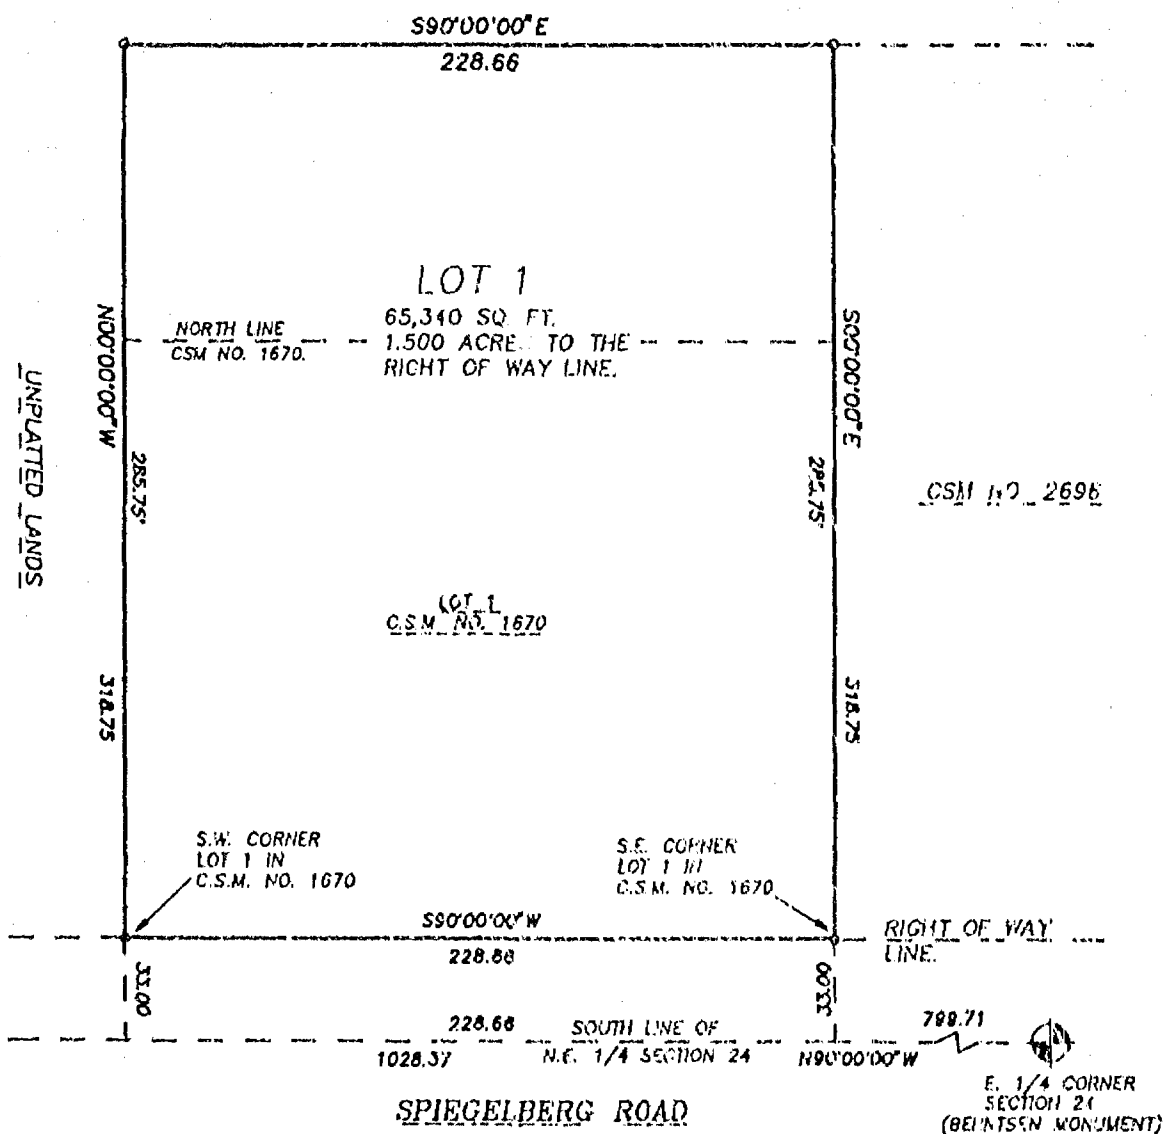 S90°00'00"E
228.66
LOT 1
65,340 SQ. FT.
1.500 ACRE TO THE
RIGHT OF WAY LINE.
NORTH LINE
CSM NO. 1670.
N00°00'00"W
S00°00'00"E
UNPLATTED LANDS
285.75'
285.75'
CSM NO. 2698
LOT 1
C.S.M. NO. 1670
318.75
318.75
S.W. CORNER
LOT 1 IN
C.S.M. NO. 1670
S.E. CORNER
LOT 1 IN
C.S.M. NO. 1670
S90°00'00"W
228.66
RIGHT OF WAY
LINE.
33.00
33.00
228.66
SOUTH LINE OF
799.71
1028.37
N.E. 1/4 SECTION 24
N90°00'00"W
E. 1/4 CORNER
SECTION 24
(BERNTSEN MONUMENT)
SPIEGELBERG ROAD